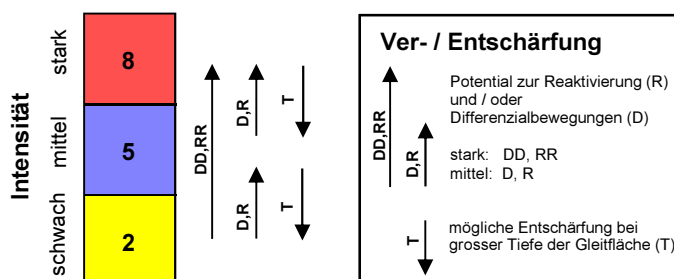 Intensität
stark
mittel
schwach
8
5
2
DD,RR
D,R
T
D,R
T
Ver- / Entschärfung
DD,RR
D,R
Potential zur Reaktivierung (R)
und / oder
Differenzialbewegungen (D)
stark: DD, RR
mittel: D, R
T
mögliche Entschärfung bei
grosser Tiefe der Gleitfläche (T)